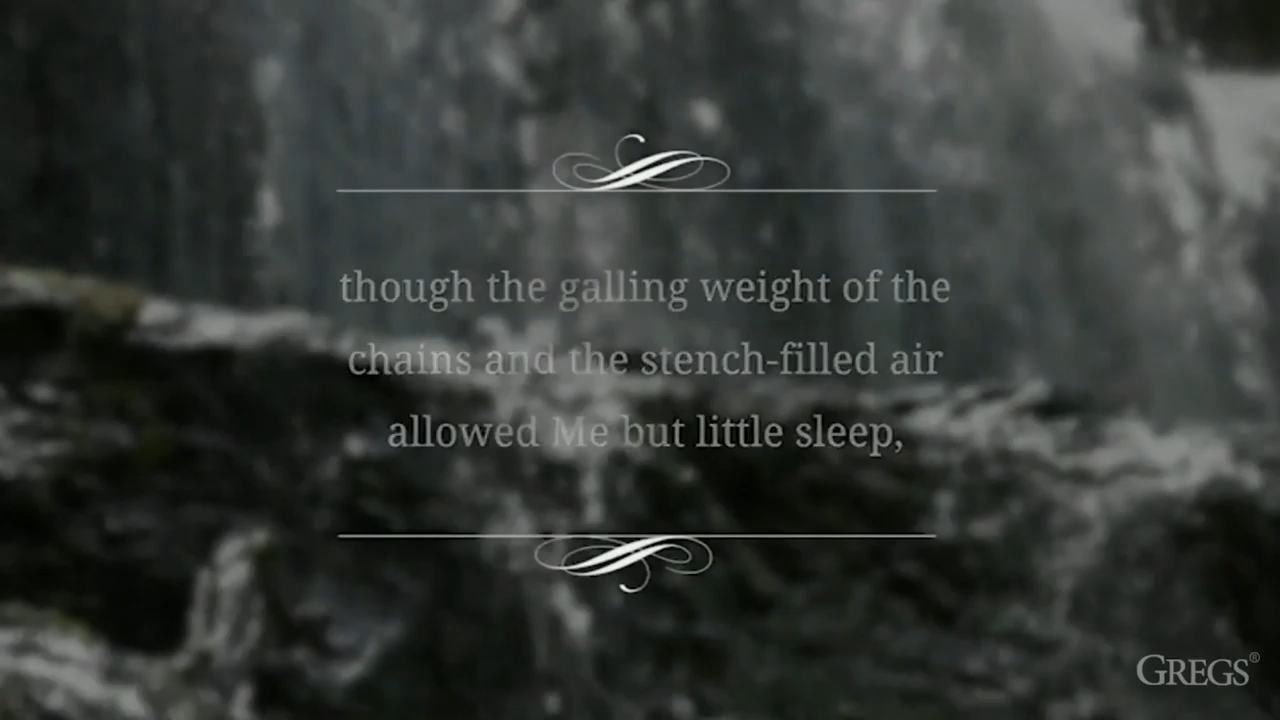 though the galling weight of the
chains and the stench-filled air
allowed Me but little sleep,
GREGS®